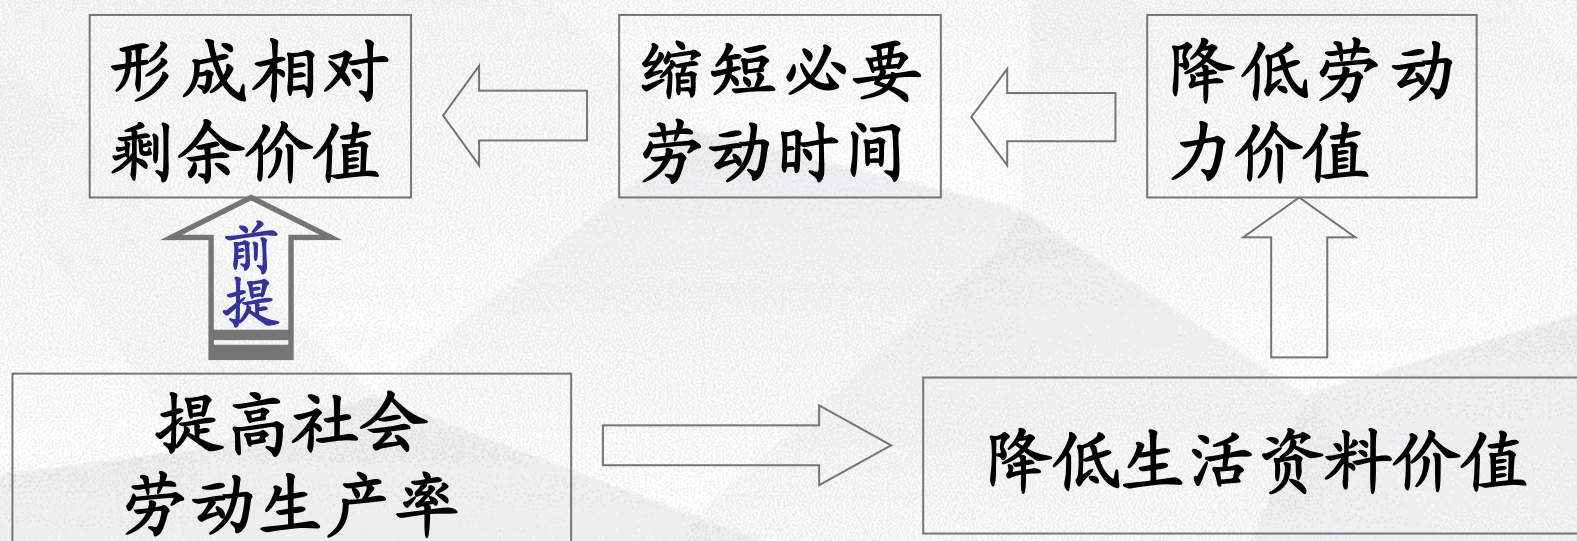 形成相对
剩余价值
缩短必要
劳动时间
降低劳动
力价值
前
提
提高社会
劳动生产率
降低生活资料价值